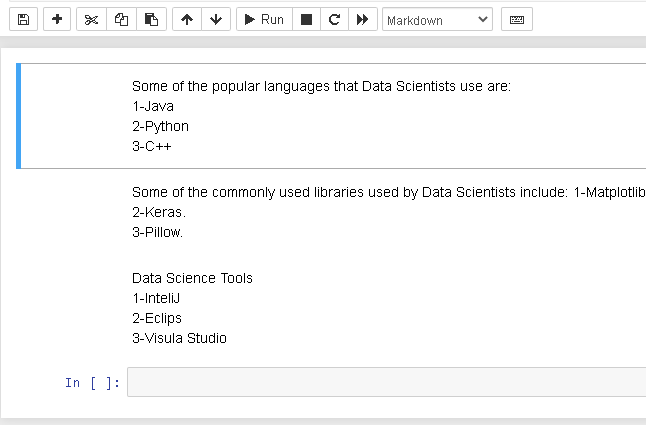 Run Markdown
Some of the popular languages that Data Scientists use are:
1-Java
2-Python
3-C++
Some of the commonly used libraries used by Data Scientists include: 1-Matplotlib
2-Keras.
3-Pillow.
Data Science Tools
1-InteliJ
2-Eclips
3-Visula Studio
In [ ]: